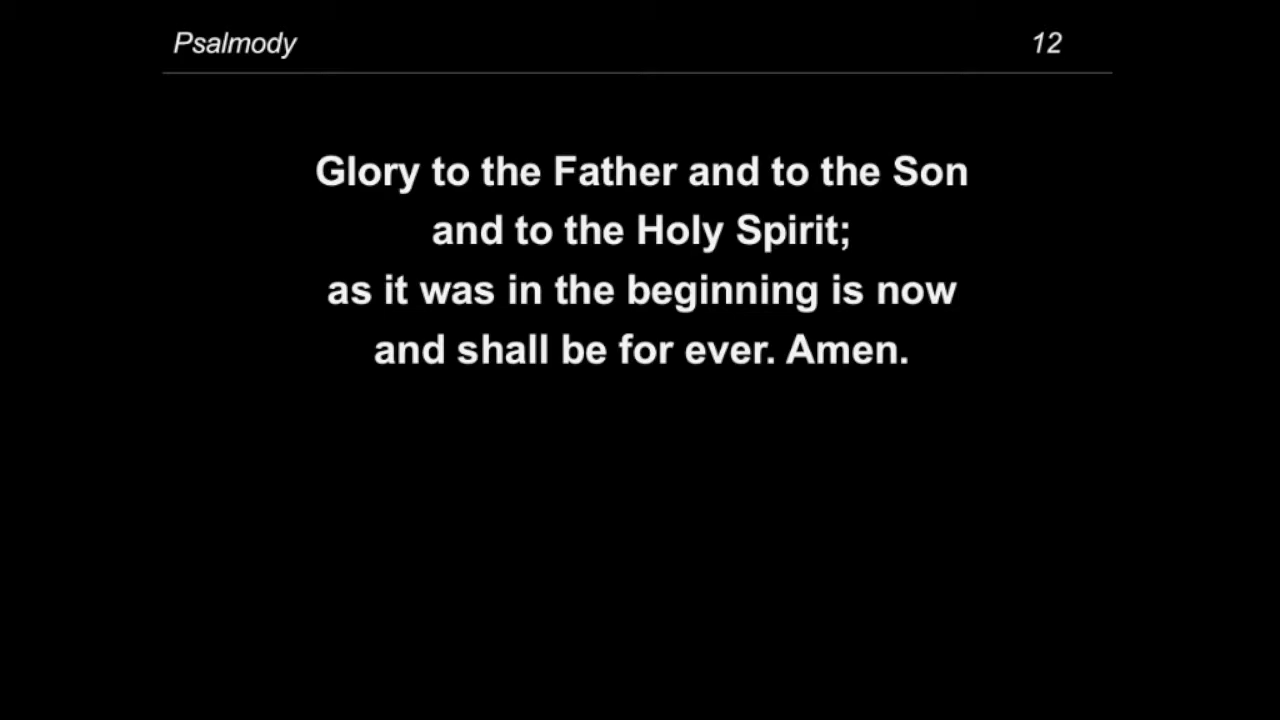 Psalmody 12
Glory to the Father and to the Son
and to the Holy Spirit;
as it was in the beginning is now
and shall be for ever. Amen.